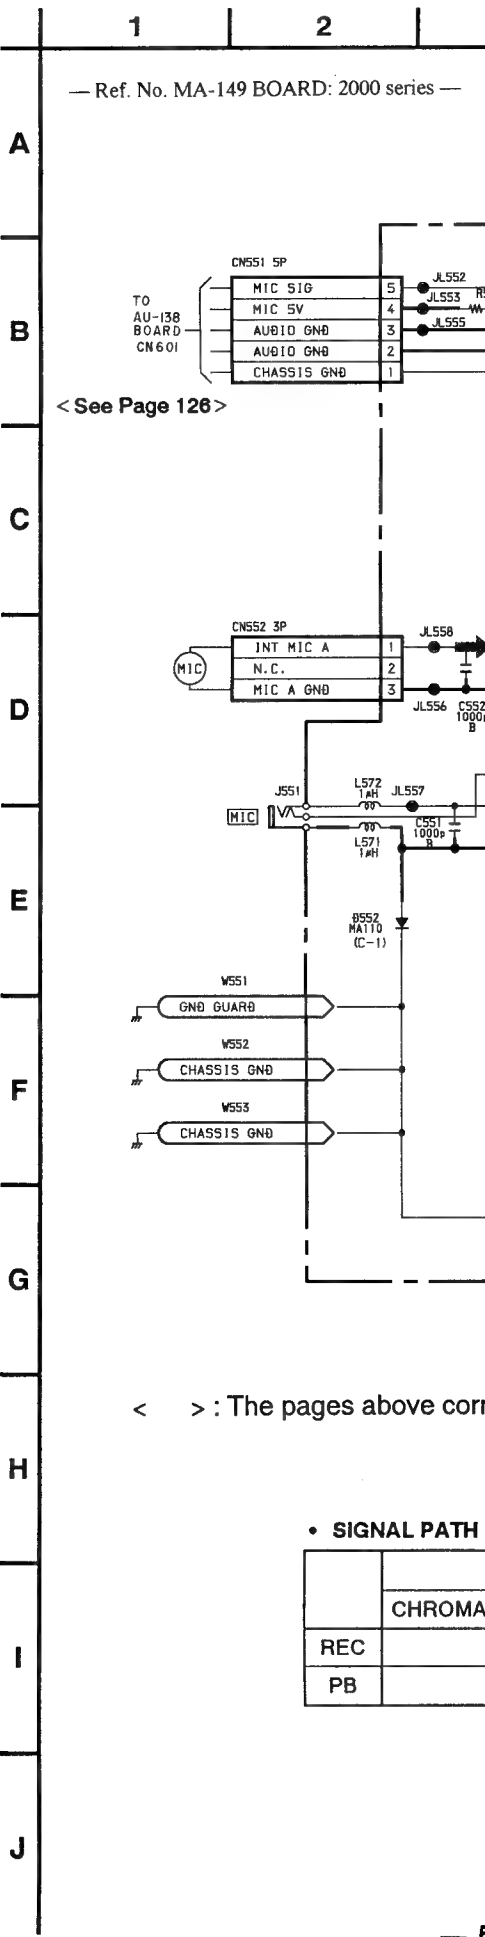 1 2
— Ref. No. MA-149 BOARD: 2000 series —
A
CN551 5P
B
TO
AU-138
BOARD
CN601
MIC SIG 5
MIC 5V 4
AUDIO GND 3
AUDIO GND 2
CHASSIS GND 1
JL552
JL553
JL555
<See Page 126>
C
CN552 3P
MIC
INT MIC A 1
N.C. 2
MIC A GND 3
JL558
JL556
C552
1000p
B
D
J551
MIC
L572
1μH
JL557
L571
1μH
C551
1000p
B
E
D552
MA110
(C-1)
W551
GND GUARD
W552
CHASSIS GND
F
W553
CHASSIS GND
G
< > : The pages above
H
• SIGNAL PATH
CHROMA
I
REC
PB
J